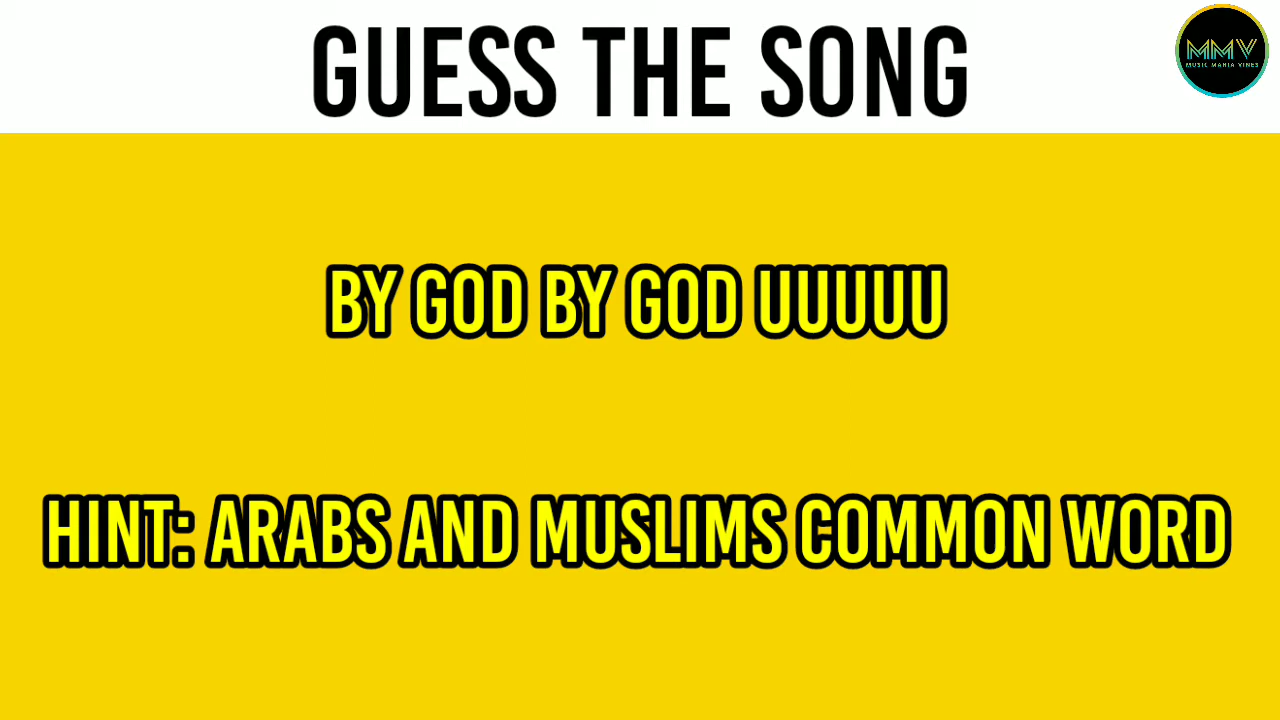 GUESS THE SONG
MMV
MUSIC MANIA VINES
BY GOD BY GOD UUUUU
HINT: ARABS AND MUSLIMS COMMON WORD